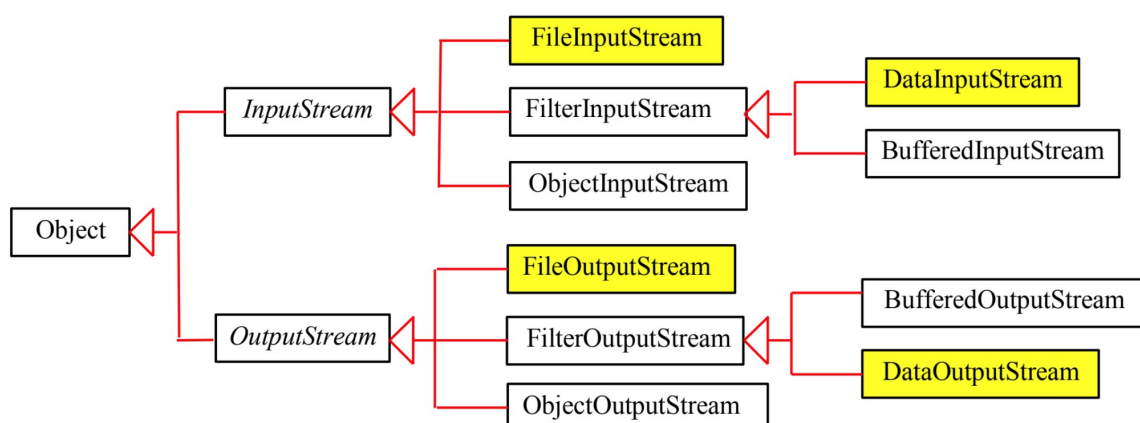 FileInputStream
DataInputStream
InputStream
FilterInputStream
BufferedInputStream
ObjectInputStream
Object
FileOutputStream
BufferedOutputStream
OutputStream
FilterOutputStream
DataOutputStream
ObjectOutputStream